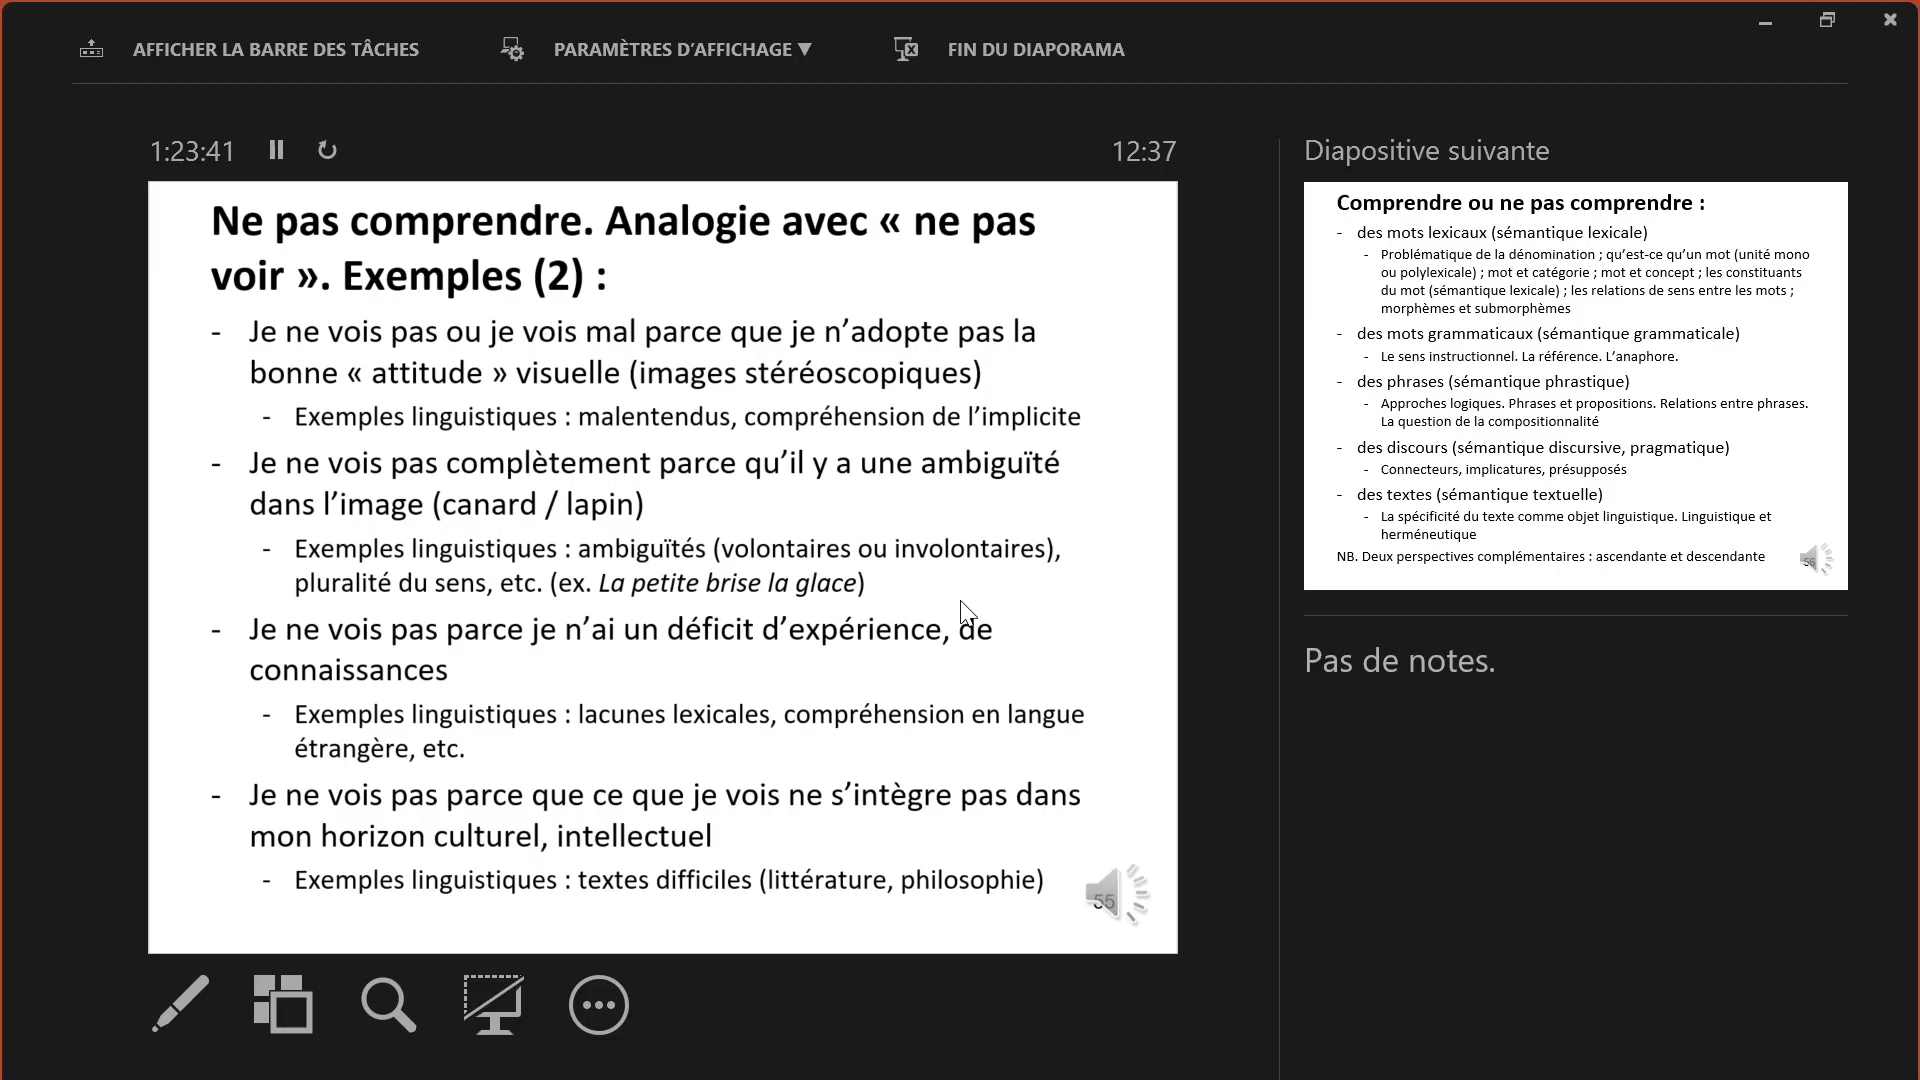 AFFICHER LA BARRE DES TÂCHES
PARAMÈTRES D'AFFICHAGE ▼
FIN DU DIAPORAMA
1:23:41
12:37
Ne pas comprendre. Analogie avec « ne pas
voir ». Exemples (2) :
- Je ne vois pas ou je vois mal parce que je n'adopte pas la
bonne « attitude » visuelle (images stéréoscopiques)
- Exemples linguistiques : malentendus, compréhension de l'implicite
- Je ne vois pas complètement parce qu'il y a une ambiguïté
dans l'image (canard / lapin)
- Exemples linguistiques : ambiguïtés (volontaires ou involontaires),
pluralité du sens, etc. (ex. La petite brise la glace)
- Je ne vois pas parce je n'ai un déficit d'expérience, de
connaissances
- Exemples linguistiques : lacunes lexicales, compréhension en langue
étrangère, etc.
- Je ne vois pas parce que ce que je vois ne s'intègre pas dans
mon horizon culturel, intellectuel
- Exemples linguistiques : textes difficiles (littérature, philosophie)
55
Diapositive suivante
Comprendre ou ne pas comprendre :
- des mots lexicaux (sémantique lexicale)
- Problématique de la dénomination ; qu'est-ce qu'un mot (unité mono
ou polylexicale) ; mot et catégorie ; mot et concept ; les constituants
du mot (sémantique lexicale) ; les relations de sens entre les mots ;
morphèmes et submorphèmes
- des mots grammaticaux (sémantique grammaticale)
- Le sens instructionnel. La référence. L'anaphore.
- des phrases (sémantique phrastique)
- Approches logiques. Phrases et propositions. Relations entre phrases.
La question de la compositionnalité
- des discours (sémantique discursive, pragmatique)
- Connecteurs, implicatures, présupposés
- des textes (sémantique textuelle)
- La spécificité du texte comme objet linguistique. Linguistique et
herméneutique
NB. Deux perspectives complémentaires : ascendante et descendante
56
Pas de notes.